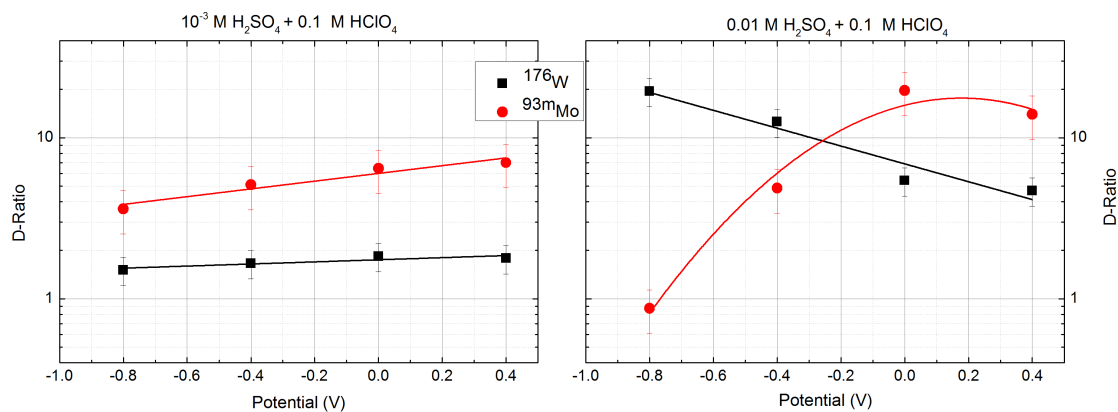 10⁻³ M H₂SO₄ + 0.1 M HClO₄
0.01 M H₂SO₄ + 0.1 M HClO₄
¹⁷⁶W
⁹³ᵐMo
D-Ratio
10
1
-1.0 -0.8 -0.6 -0.4 -0.2 0.0 0.2 0.4
Potential (V)
10
1
D-Ratio
-1.0 -0.8 -0.6 -0.4 -0.2 0.0 0.2 0.4
Potential (V)